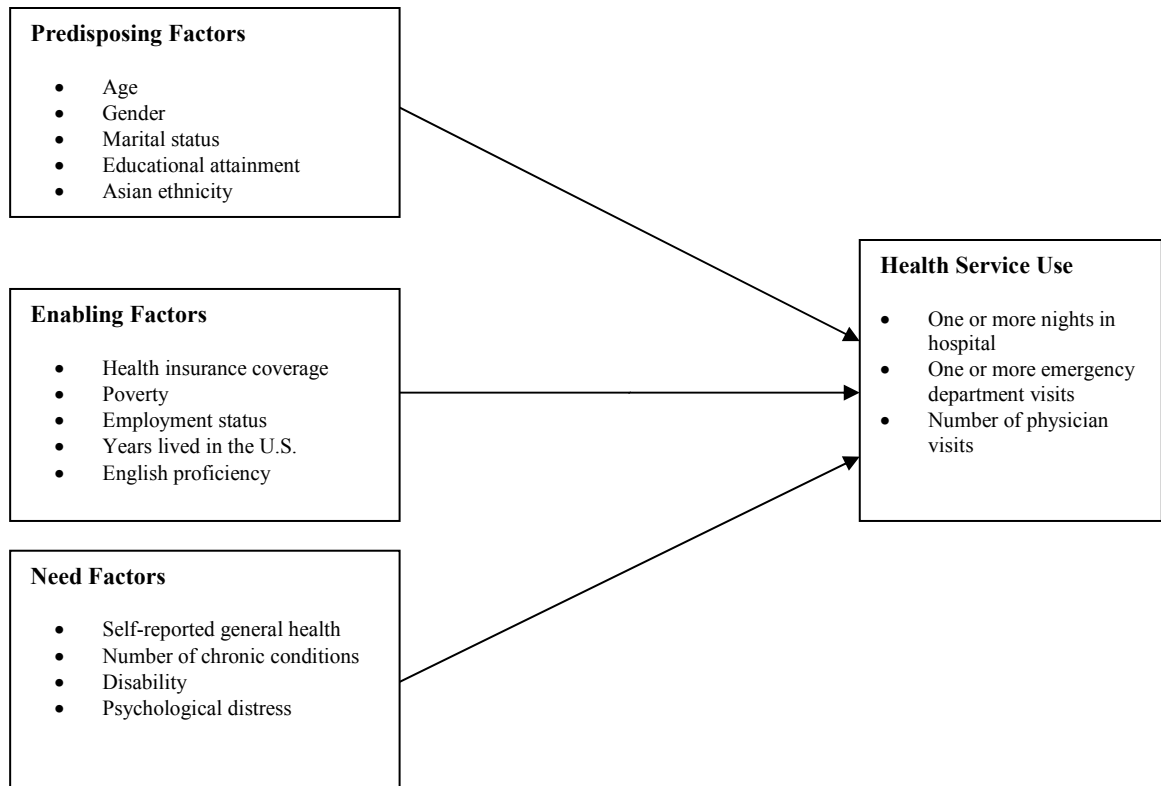 Predisposing Factors
• Age
• Gender
• Marital status
• Educational attainment
• Asian ethnicity
Enabling Factors
• Health insurance coverage
• Poverty
• Employment status
• Years lived in the U.S.
• English proficiency
Need Factors
• Self-reported general health
• Number of chronic conditions
• Disability
• Psychological distress
Health Service Use
• One or more nights in
hospital
• One or more emergency
department visits
• Number of physician
visits